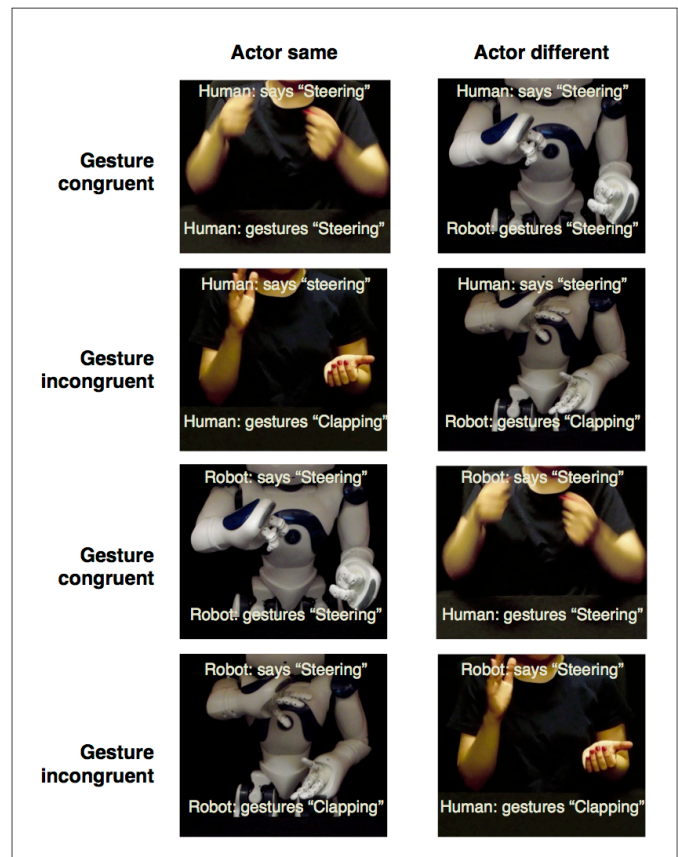 Actor same
Actor different
Gesture
congruent
Human: says “Steering”
Human: gestures “Steering”
Human: says “Steering”
Robot: gestures “Steering”
Gesture
incongruent
Human: says “steering”
Human: gestures “Clapping”
Human: says “steering”
Robot: gestures “Clapping”
Gesture
congruent
Robot: says “Steering”
Robot: gestures “Steering”
Robot: says “Steering”
Human: gestures “Steering”
Gesture
incongruent
Robot: says “Steering”
Robot: gestures “Clapping”
Robot: says “Steering”
Human: gestures “Clapping”